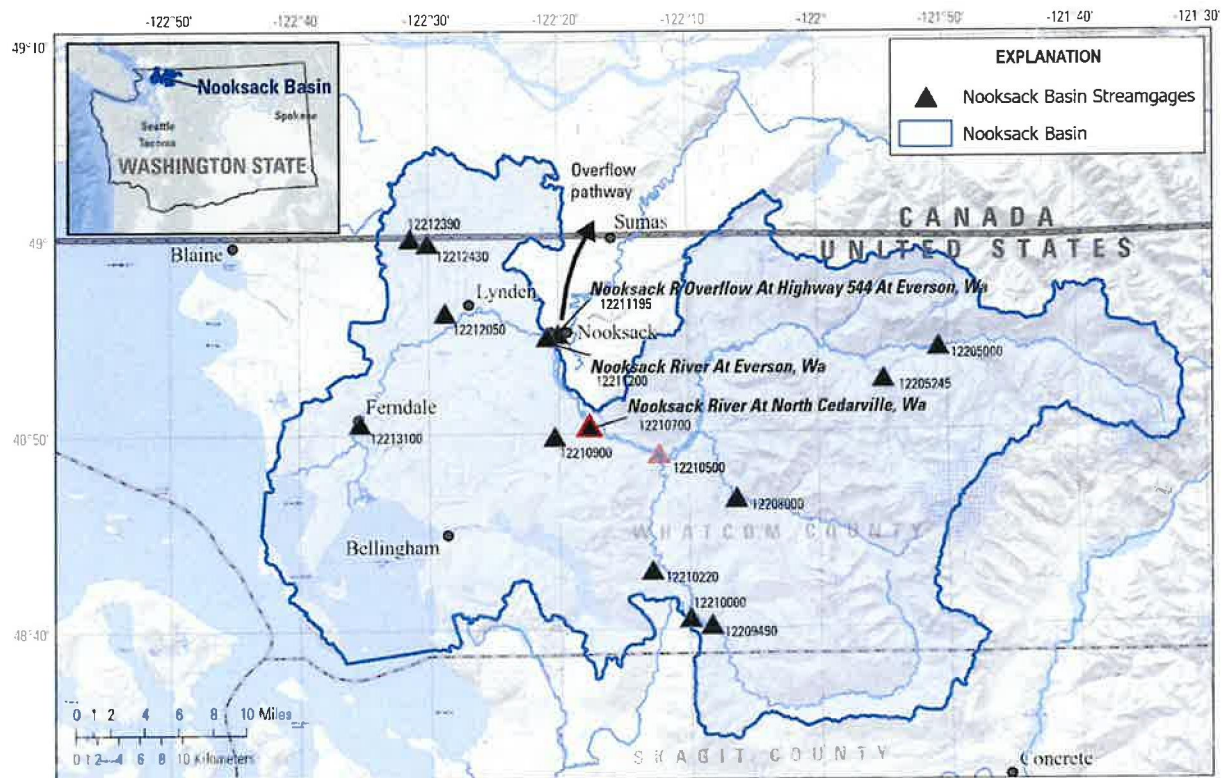 -122°50'
-122°40'
-122°30'
-122°20'
-122°10'
-122°
-121°50'
-121°40'
-121°30'
49°10'
Nooksack Basin
Seattle
Tacoma
Spokane
WASHINGTON STATE
EXPLANATION
Nooksack Basin Streamgages
Nooksack Basin
Overflow
pathway
Sumas
CANADA
UNITED STATES
49°
12212390
12212430
Blaine
Lynden
12212050
Nooksack R Overflow At Highway 544 At Everson, Wa
12211195
Nooksack
Nooksack River At Everson, Wa
12211200
12205000
12205245
Nooksack River At North Cedarville, Wa
12210700
Ferndale
12213100
40°50'
12210900
12210500
12208000
WHATCOM COUNTY
Bellingham
12210220
12210000
12209490
48°40'
0 1 2 4 6 8 10 Miles
0 1 2 4 6 8 10 Kilometers
SKAGIT COUNTY
Concrete